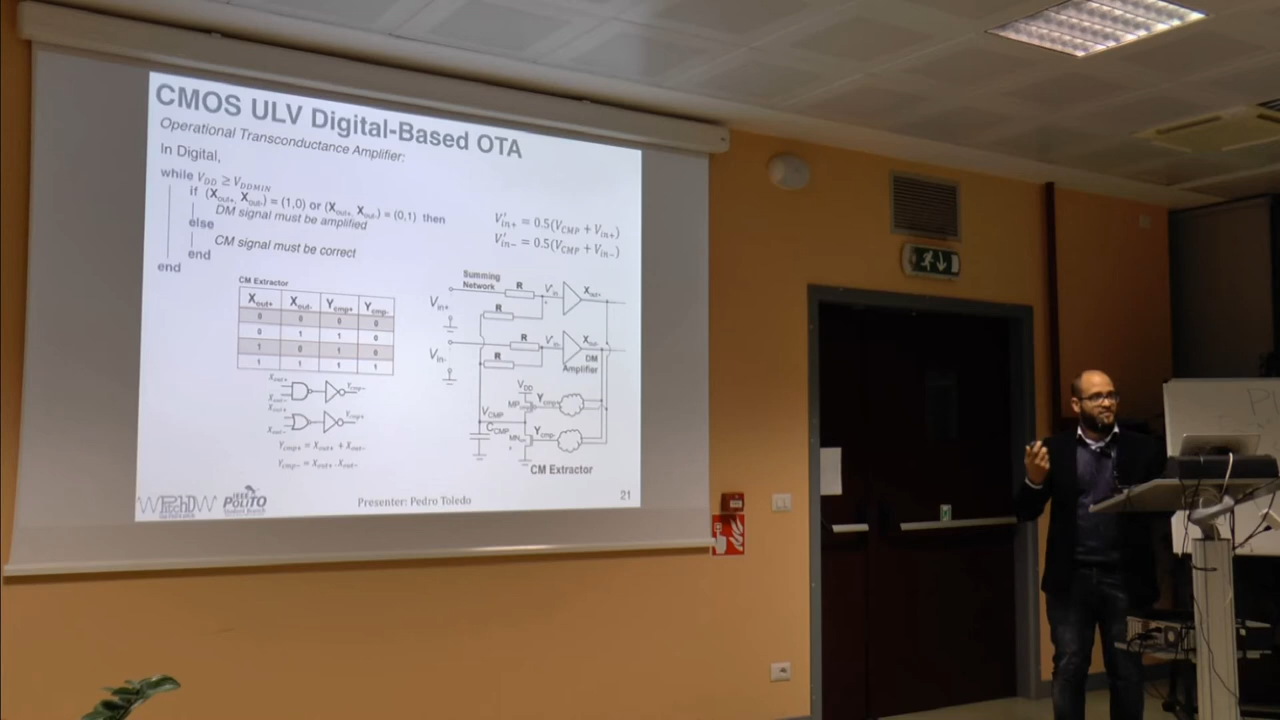 CMOS ULV Digital-Based OTA
Operational Transconductance Amplifier:
In Digital,
while V_DD ≥ V_DDMIN
if (X_out+, X_out-) = (1,0) or (X_out+, X_out-) = (0,1) then
DM signal must be amplified
else
CM signal must be correct
end
end
V'_in+ = 0.5(V_CMP + V_in+)
V'_in- = 0.5(V_CMP + V_in-)
CM Extractor
X_out+ X_out- Y_cmp+ Y_cmp-
0 0 0 0
0 1 1 0
1 0 1 0
1 1 1 1
X_out+
X_out-
Y_cmp-
X_out+
X_out-
Y_cmp+
Y_cmp+ = X_out+ + X_out-
Y_cmp- = X_out+ . X_out-
Summing
Network
R
V'_in
X_out+
V_in+
R
R
V'_in-
X_out-
V_in-
R
DM
Amplifier
V_DD
MP
Y_cmp
V_CMP
C_CMP
MN
Y_cmp-
CM Extractor
PhD
IEEE
POLITO
Student Branch
Presenter: Pedro Toledo
21